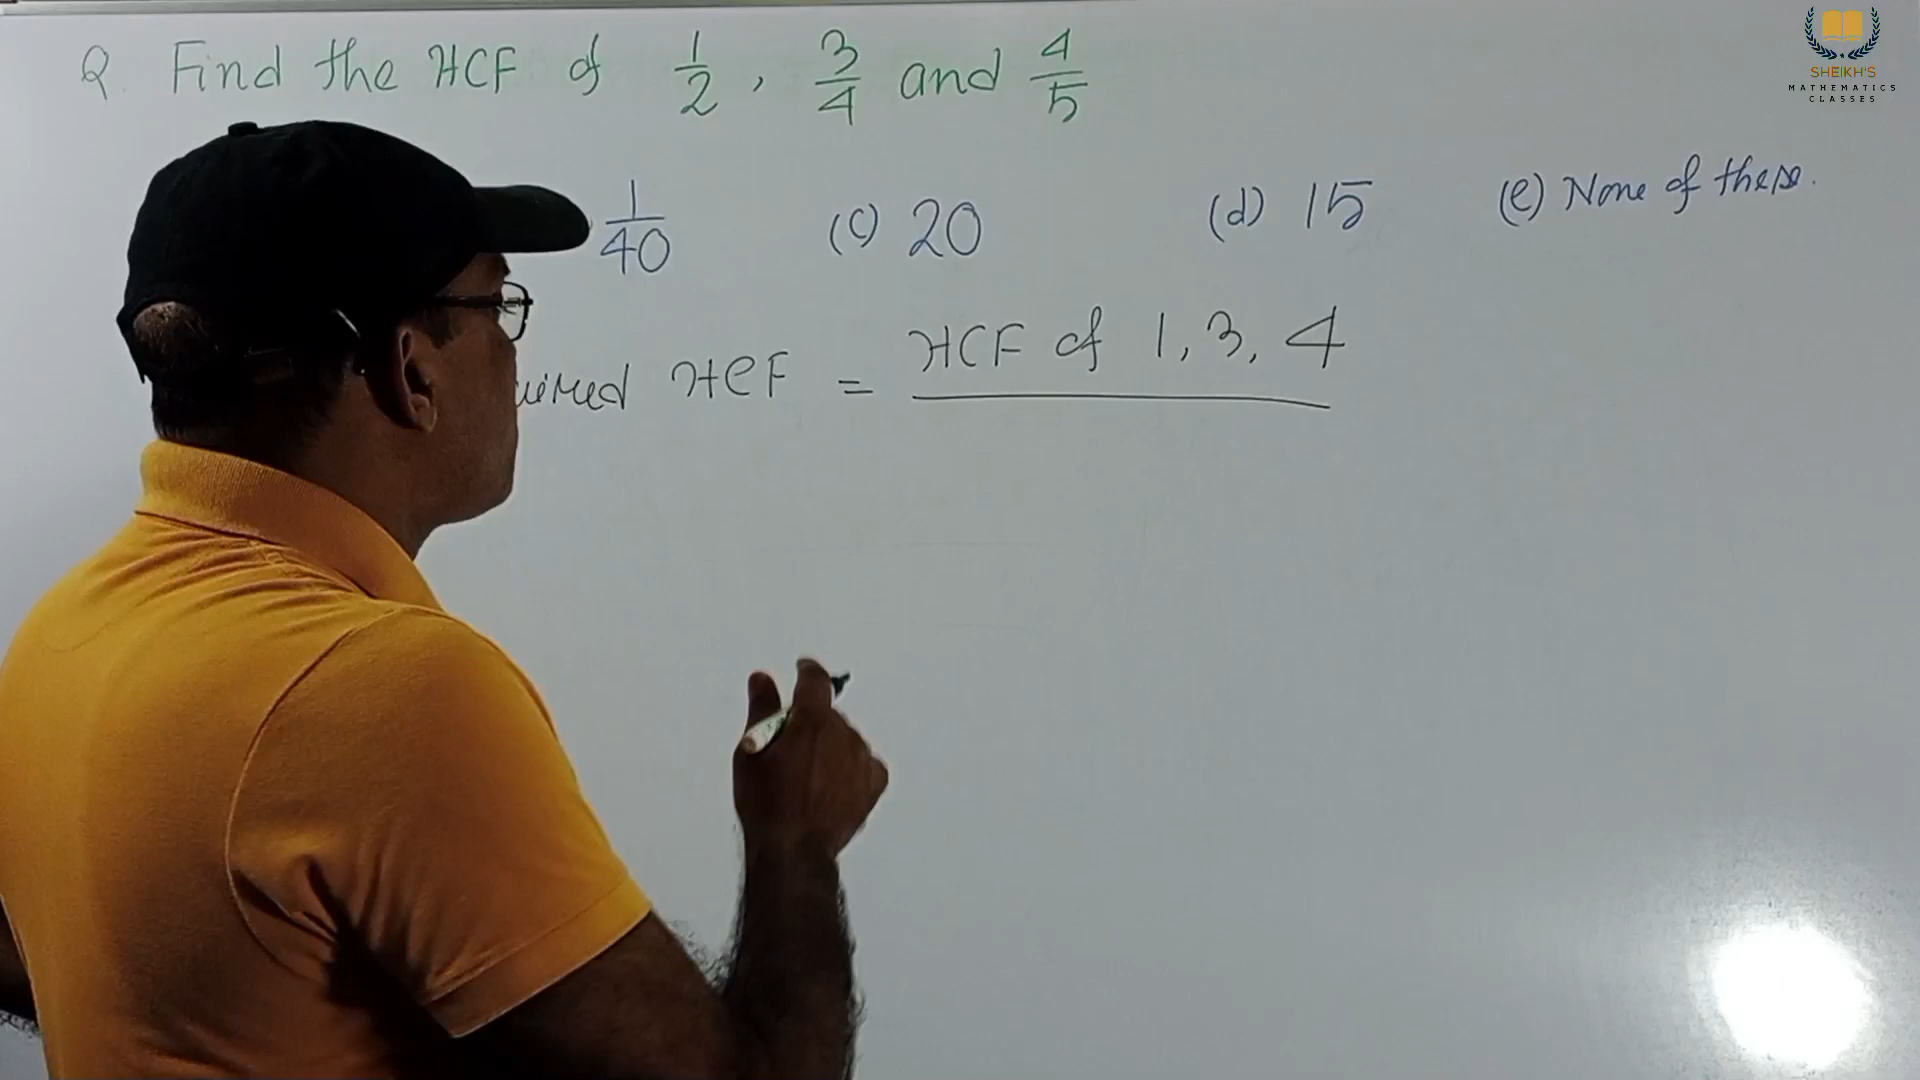 Q. Find the HCF of 1/2, 3/4 and 4/5
1/40 (c) 20 (d) 15 (e) None of these.
HCF = HCF of 1, 3, 4
SHEIKH'S
MATHEMATICS
CLASSES